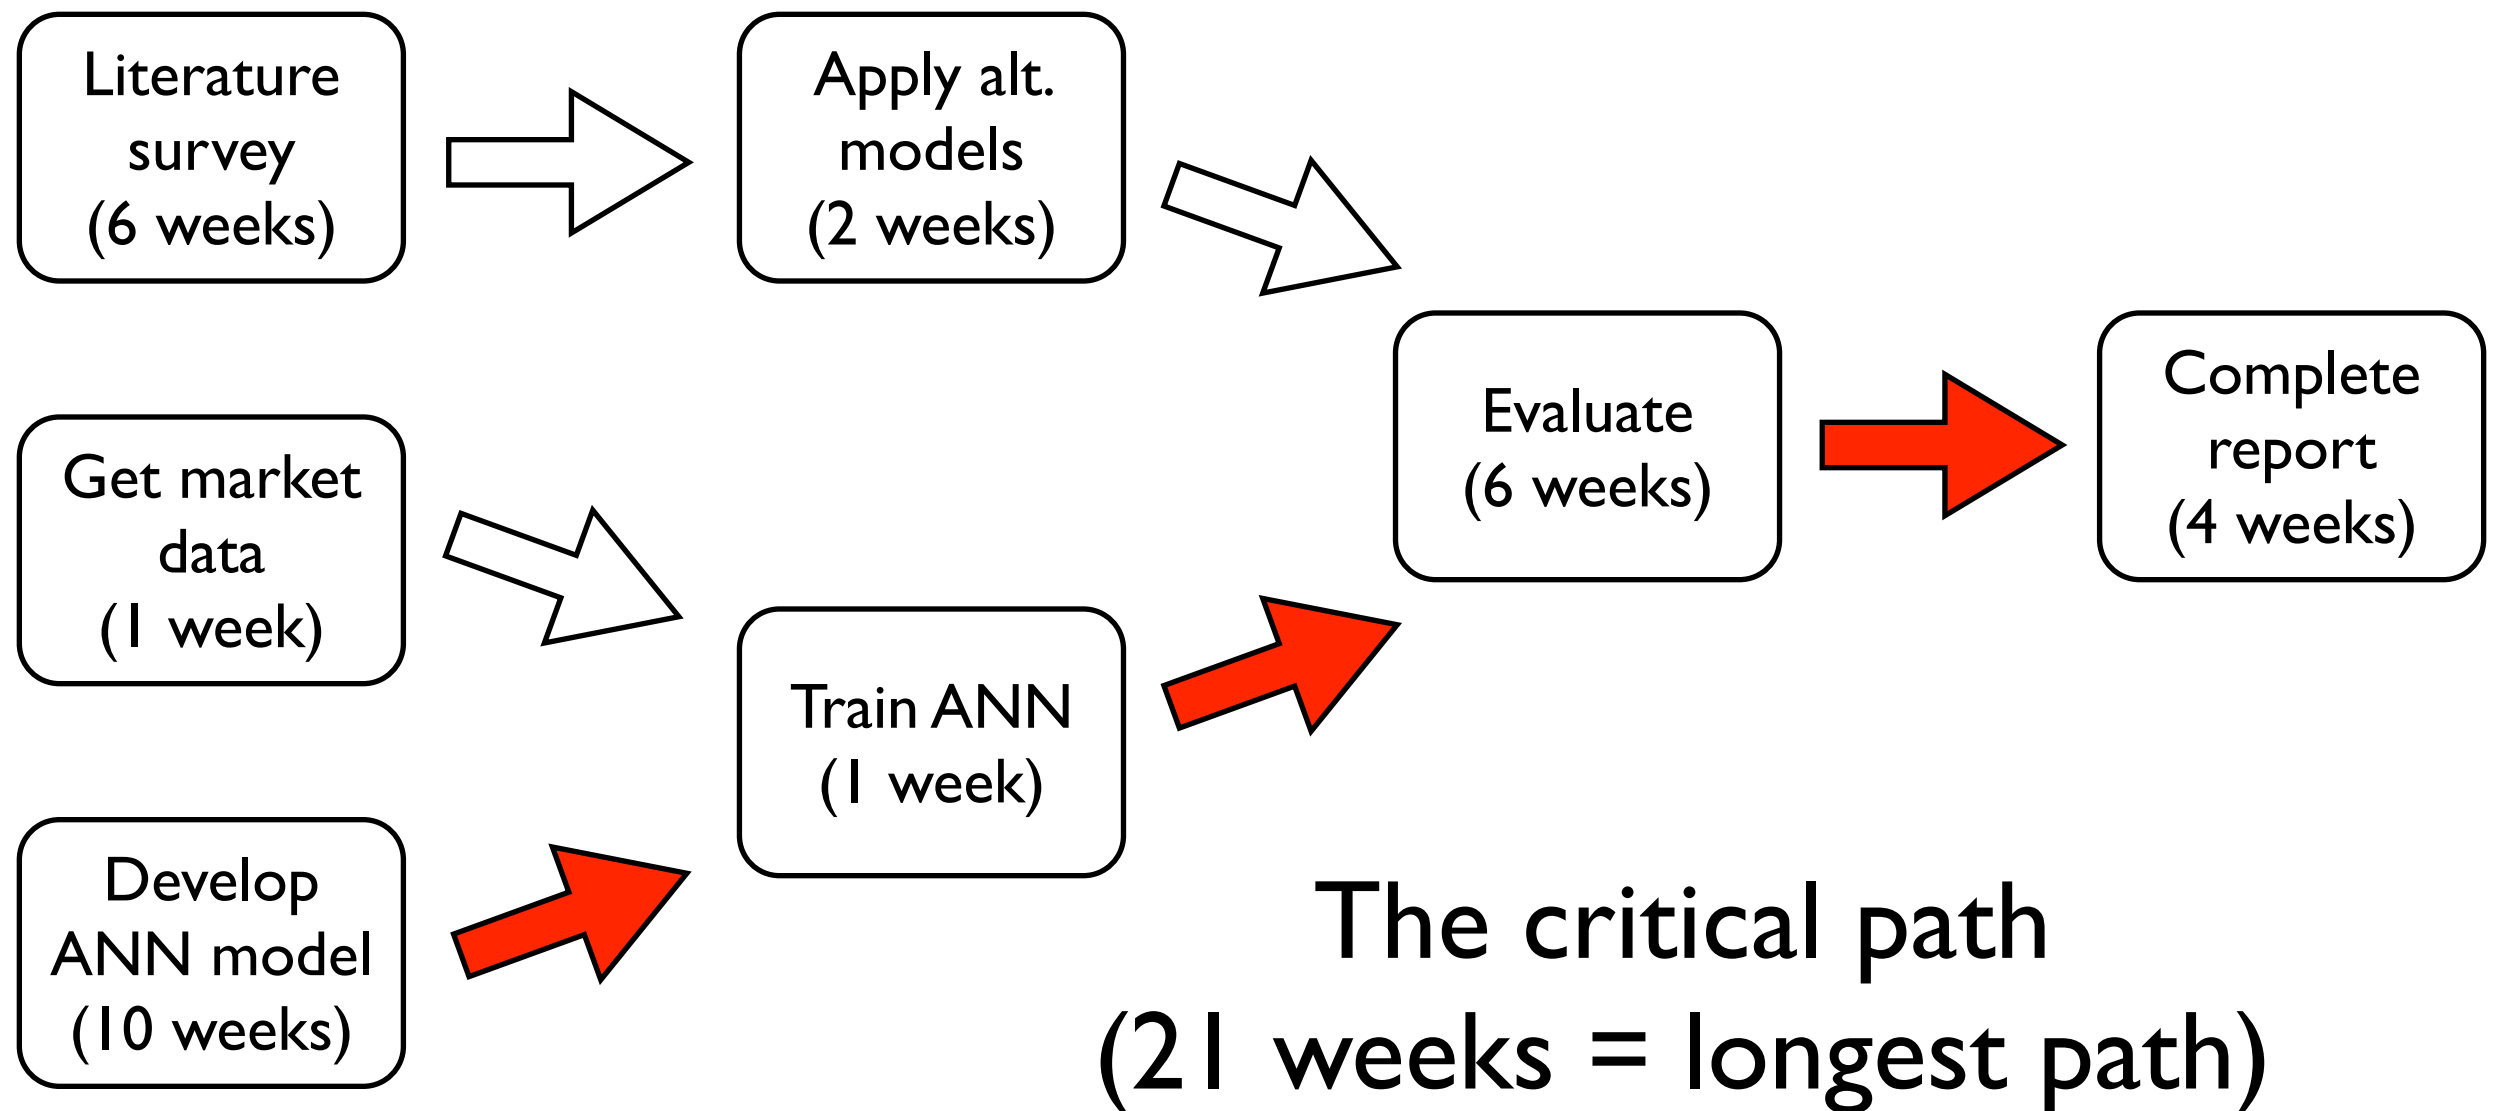 Literature
survey
(6 weeks)
Apply alt.
models
(2 weeks)
Get market
data
(1 week)
Evaluate
(6 weeks)
Complete
report
(4 weeks)
Train ANN
(1 week)
Develop
ANN model
(10 weeks)
The critical path
(21 weeks = longest path)